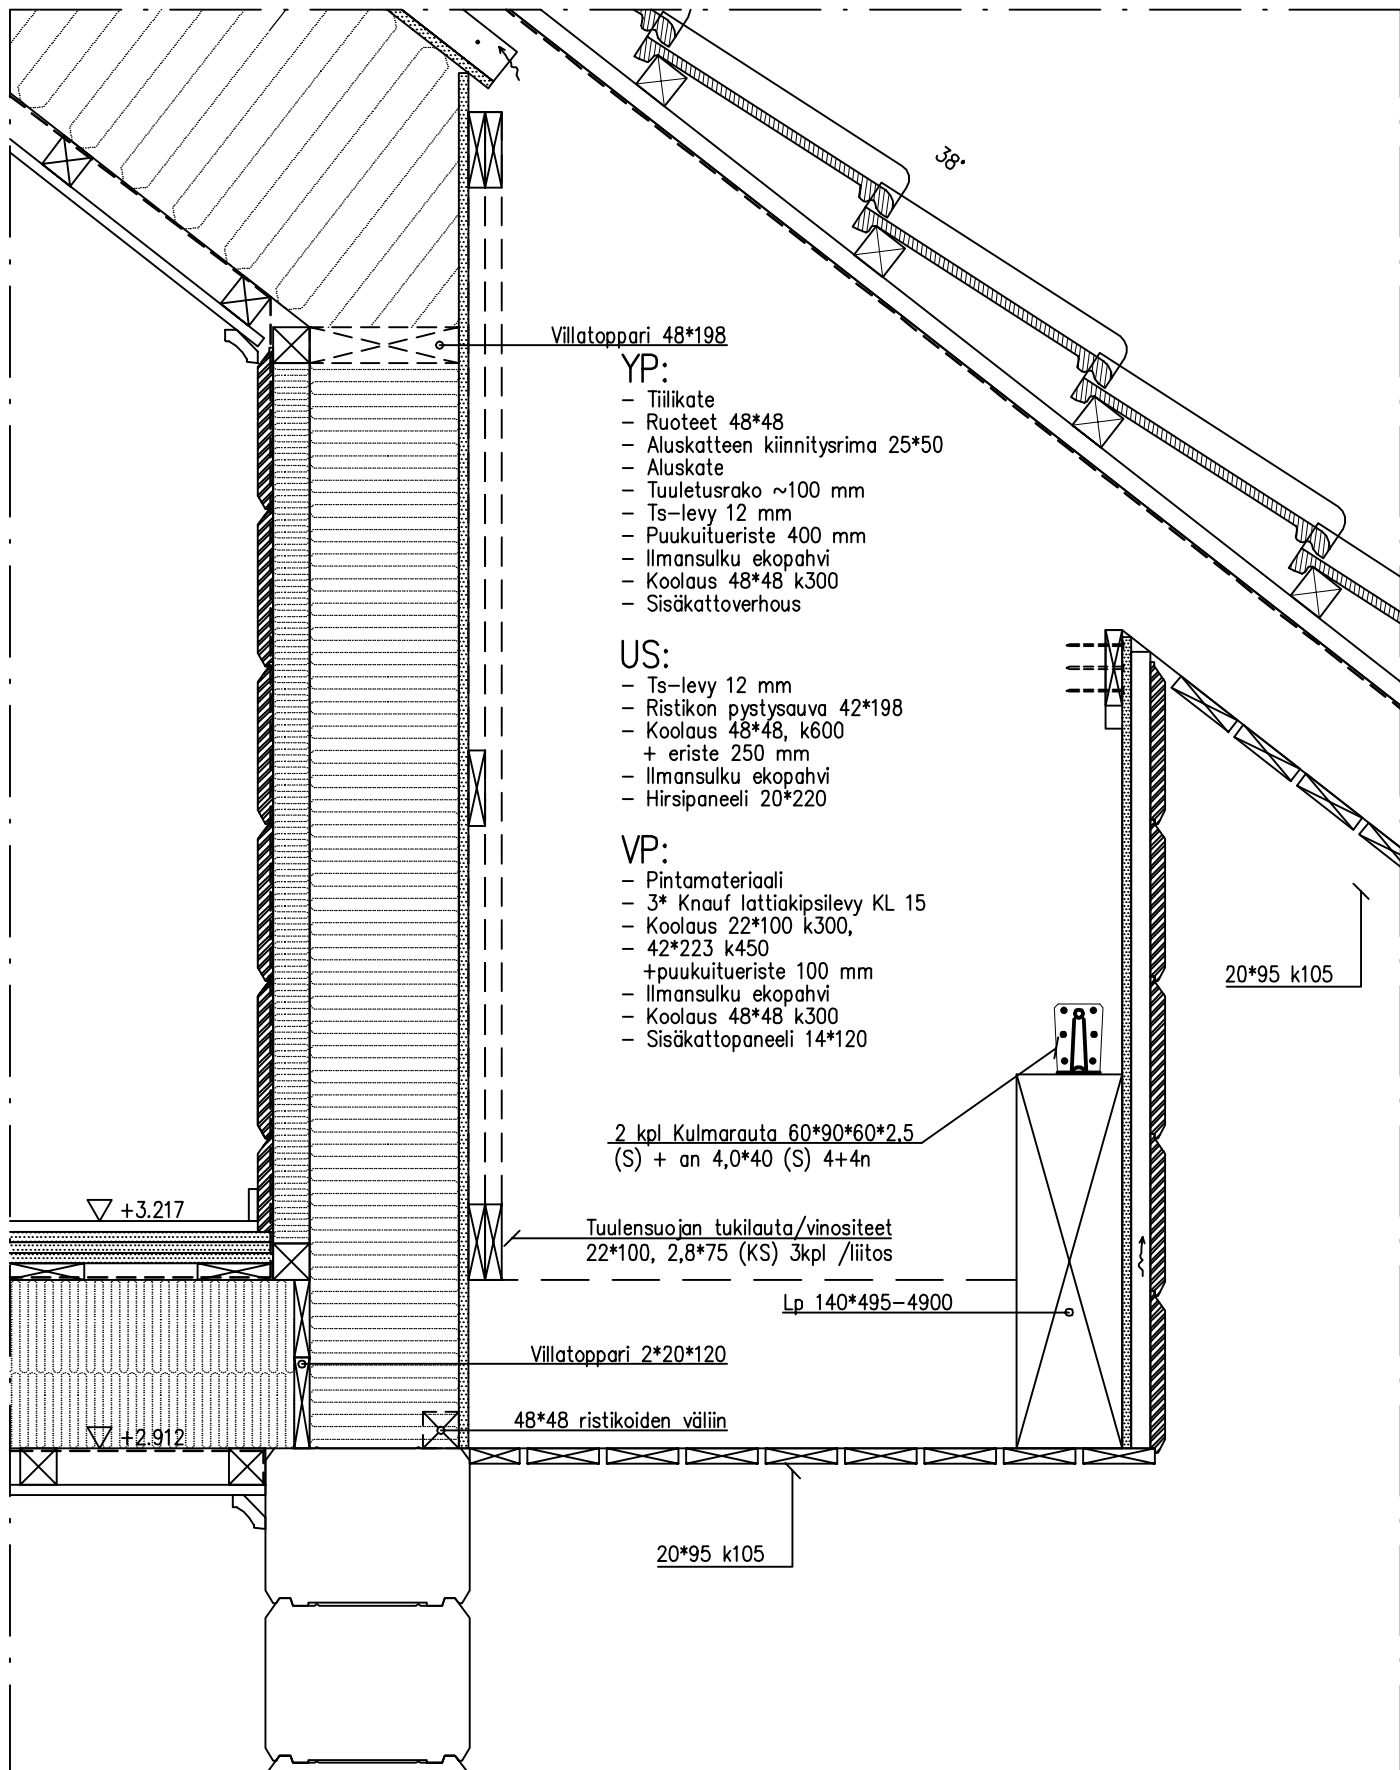 38°
Villatoppari 48*198
YP:
- Tiilikate
- Ruoteet 48*48
- Aluskatteen kiinnitysrima 25*50
- Aluskate
- Tuuletusrako ~100 mm
- Ts-levy 12 mm
- Puukuitueriste 400 mm
- Ilmansulku ekopahvi
- Koolaus 48*48 k300
- Sisäkattoverhous
US:
- Ts-levy 12 mm
- Ristikon pystysauva 42*198
- Koolaus 48*48, k600
+ eriste 250 mm
- Ilmansulku ekopahvi
- Hirsipaneeli 20*220
VP:
- Pintamateriaali
- 3* Knauf lattiakipsilevy KL 15
- Koolaus 22*100 k300,
- 42*223 k450
+puukuitueriste 100 mm
- Ilmansulku ekopahvi
- Koolaus 48*48 k300
- Sisäkattopaneeli 14*120
20*95 k105
2 kpl Kulmarauta 60*90*60*2,5
(S) + an 4,0*40 (S) 4+4n
+3.217
Tuulensuojan tukilauta/vinositeet
22*100, 2,8*75 (KS) 3kpl /liitos
Lp 140*495-4900
Villatoppari 2*20*120
48*48 ristikoiden väliin
+2.912
20*95 k105